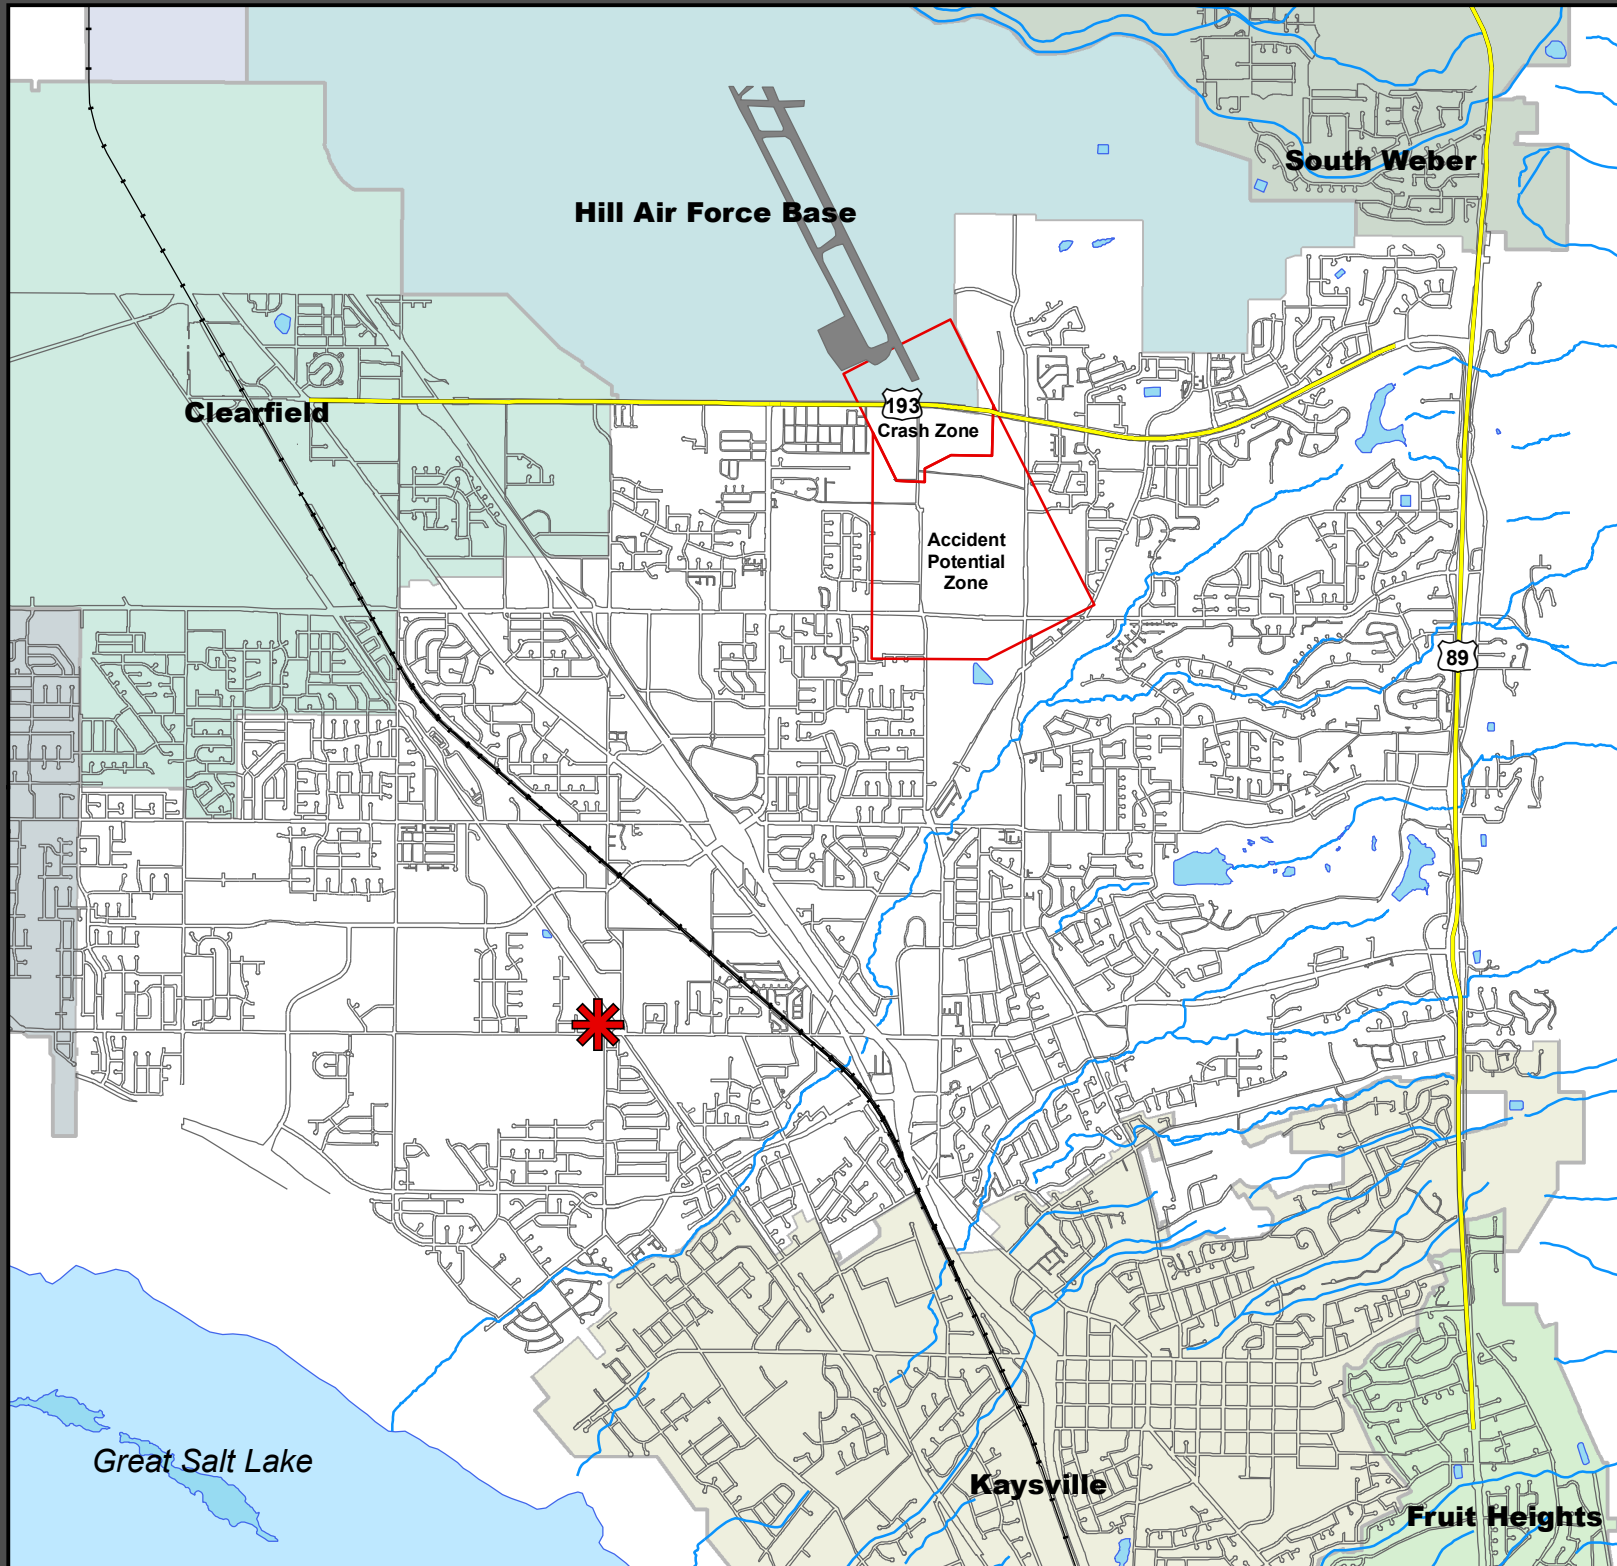 South Weber
Hill Air Force Base
193
Clearfield
Crash Zone
Accident
Potential
Zone
89
Great Salt Lake
Kaysville
Fruit Heights